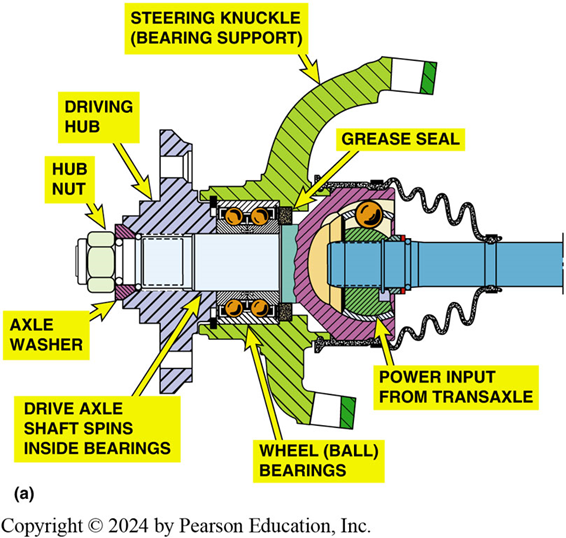 STEERING KNUCKLE
(BEARING SUPPORT)
DRIVING
HUB
GREASE SEAL
HUB
NUT
AXLE
WASHER
POWER INPUT
FROM TRANSAXLE
DRIVE AXLE
SHAFT SPINS
INSIDE BEARINGS
WHEEL (BALL)
BEARINGS
(a)
Copyright © 2024 by Pearson Education, Inc.